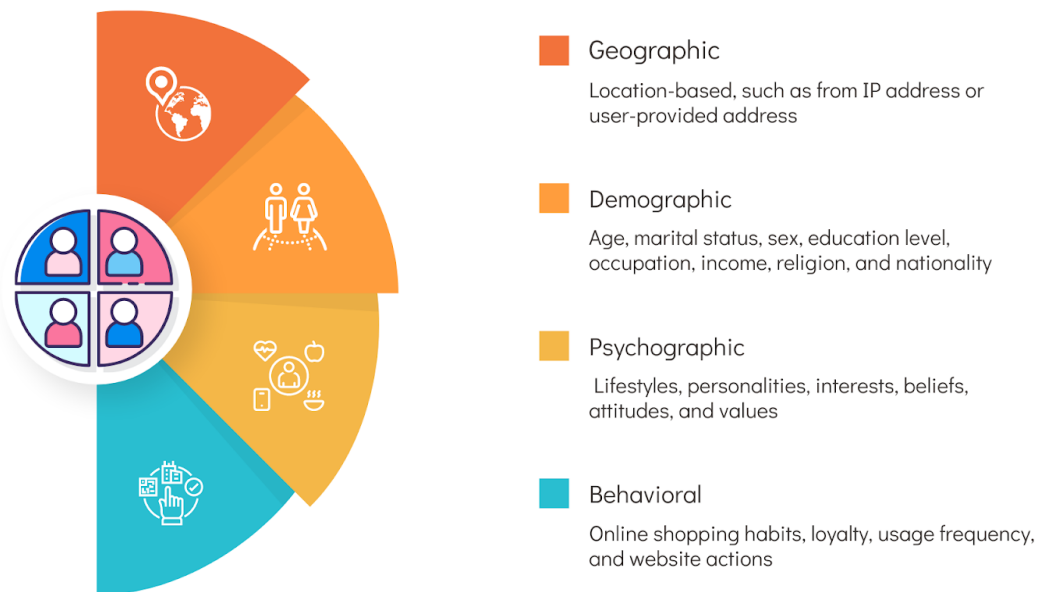 Geographic
Location-based, such as from IP address or
user-provided address
Demographic
Age, marital status, sex, education level,
occupation, income, religion, and nationality
Psychographic
Lifestyles, personalities, interests, beliefs,
attitudes, and values
Behavioral
Online shopping habits, loyalty, usage frequency,
and website actions